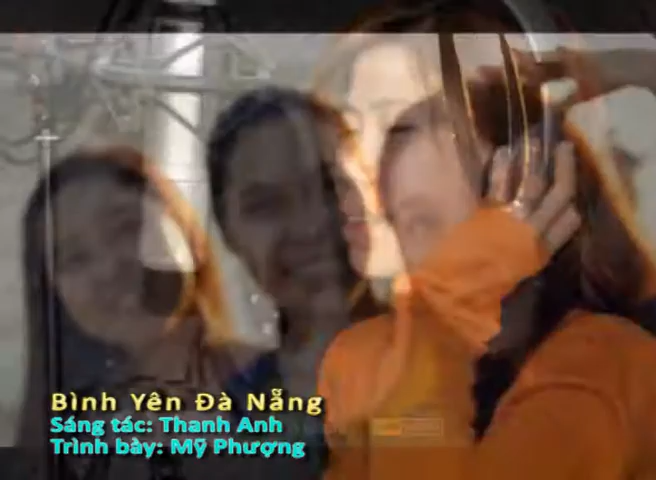 Bình Yên Đà Nẵng
Sáng tác: Thanh Anh
Trình bày: Mỹ Phượng